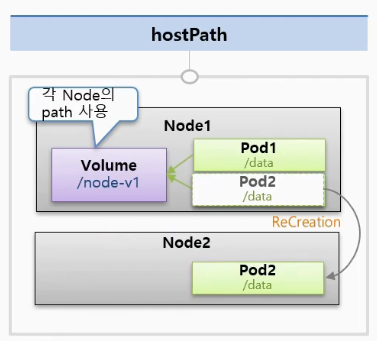 hostPath
각 Node의
path 사용
Node1
Volume
/node-v1
Pod1
/data
Pod2
/data
ReCreation
Node2
Pod2
/data